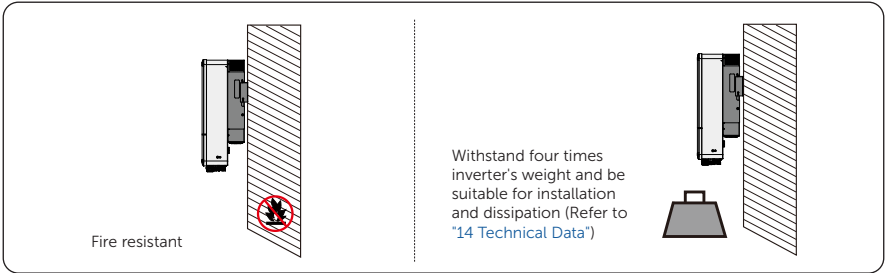 Fire resistant
Withstand four times
inverter's weight and be
suitable for installation
and dissipation (Refer to
"14 Technical Data")